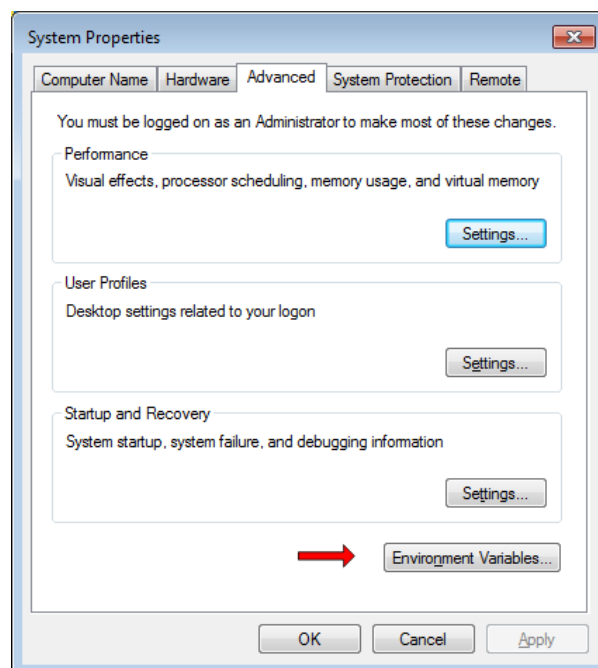 System Properties
Computer Name Hardware Advanced System Protection Remote
You must be logged on as an Administrator to make most of these changes.
Performance
Visual effects, processor scheduling, memory usage, and virtual memory
Settings...
User Profiles
Desktop settings related to your logon
Settings...
Startup and Recovery
System startup, system failure, and debugging information
Settings...
Environment Variables...
OK Cancel Apply